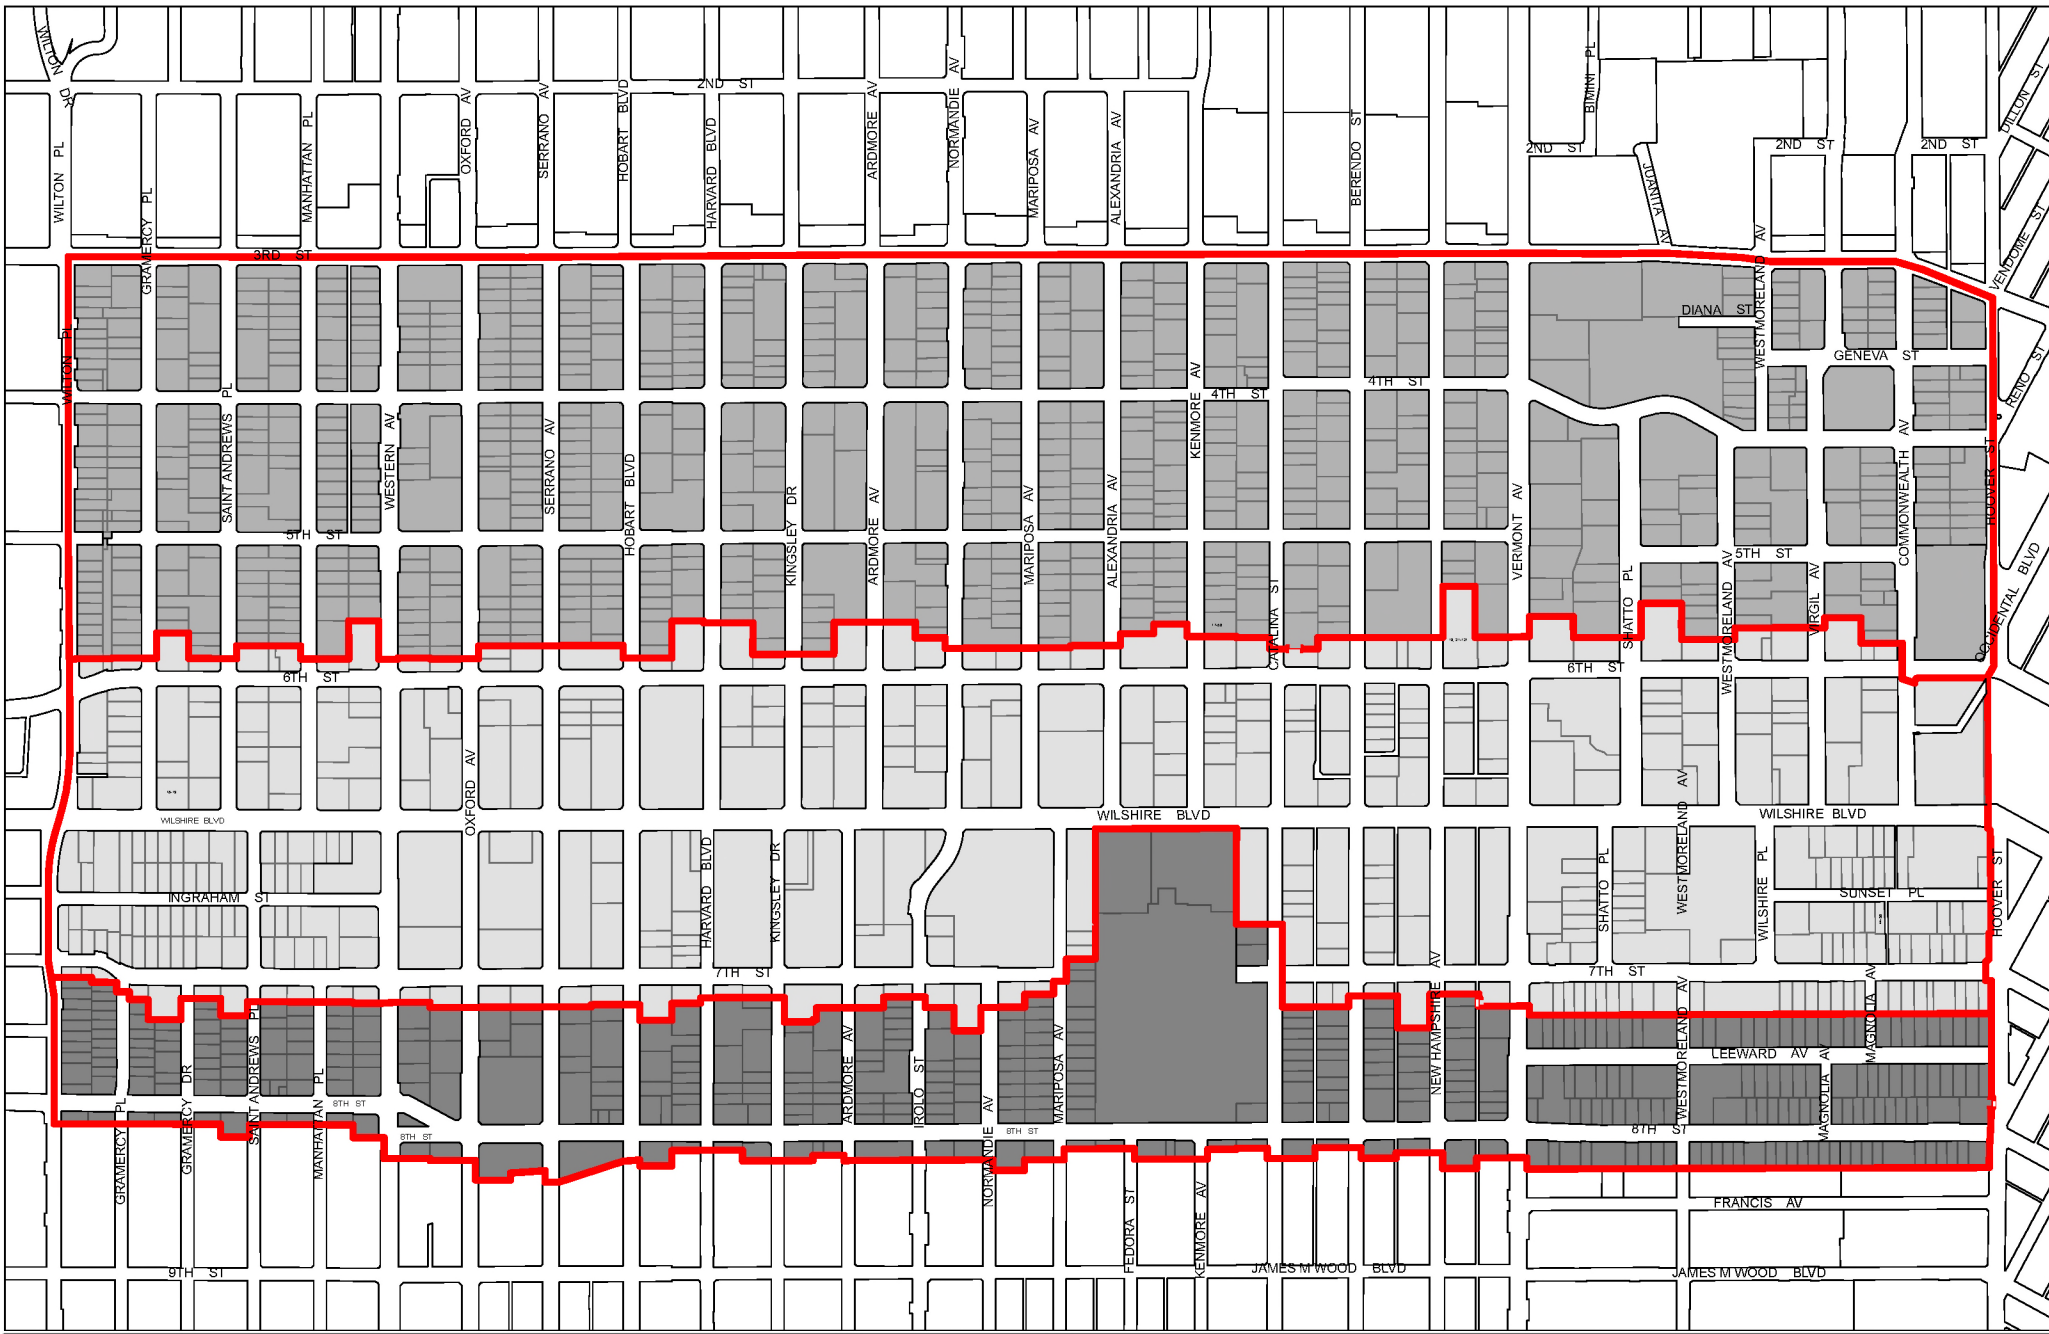 WILTON DR
2ND ST
BIMINI PL
DILLON ST
WILTON PL
GRAMERCY PL
MANHATTAN PL
OXFORD AV
SERRANO AV
HOBART BLVD
HARVARD BLVD
ARDMORE AV
NORMANDIE AV
MARIPOSA AV
ALEXANDRIA AV
BERENDO ST
2ND ST
JUANITA AV
WESTMORELAND AV
2ND ST
2ND ST
VENDOME ST
3RD ST
WILTON PL
DIANA ST
WESTMORELAND AV
GENEVA ST
RENO ST
SAINT ANDREWS PL
WESTERN AV
SERRANO AV
HOBART BLVD
KINGSLEY DR
ARDMORE AV
MARIPOSA AV
ALEXANDRIA AV
KENMORE AV
4TH ST
4TH ST
VERMONT AV
COMMONWEALTH AV
HOOVER ST
5TH ST
5TH ST
CATALINA ST
SHATTO PL
WESTMORELAND AV
VIRGIL AV
OCCIDENTAL BLVD
6TH ST
6TH ST
OXFORD AV
WESTMORELAND AV
WILSHIRE BLVD
WILSHIRE BLVD
WILSHIRE BLVD
INGRAHAM ST
HARVARD BLVD
KINGSLEY DR
SHATTO PL
WILSHIRE PL
SUNSET PL
HOOVER ST
7TH ST
7TH ST
NEW HAMPSHIRE AV
WESTMORELAND AV
MAGNOLIA AV
LEEWARD AV
GRAMERCY PL
GRAMERCY DR
SAINT ANDREWS PL
MANHATTAN PL
8TH ST
8TH ST
ARDMORE AV
ROLO ST
NORMANDIE AV
MARIPOSA AV
8TH ST
8TH ST
MAGNOLIA AV
FEDORA ST
KENMORE AV
FRANCIS AV
9TH ST
JAMES M WOOD BLVD
JAMES M WOOD BLVD